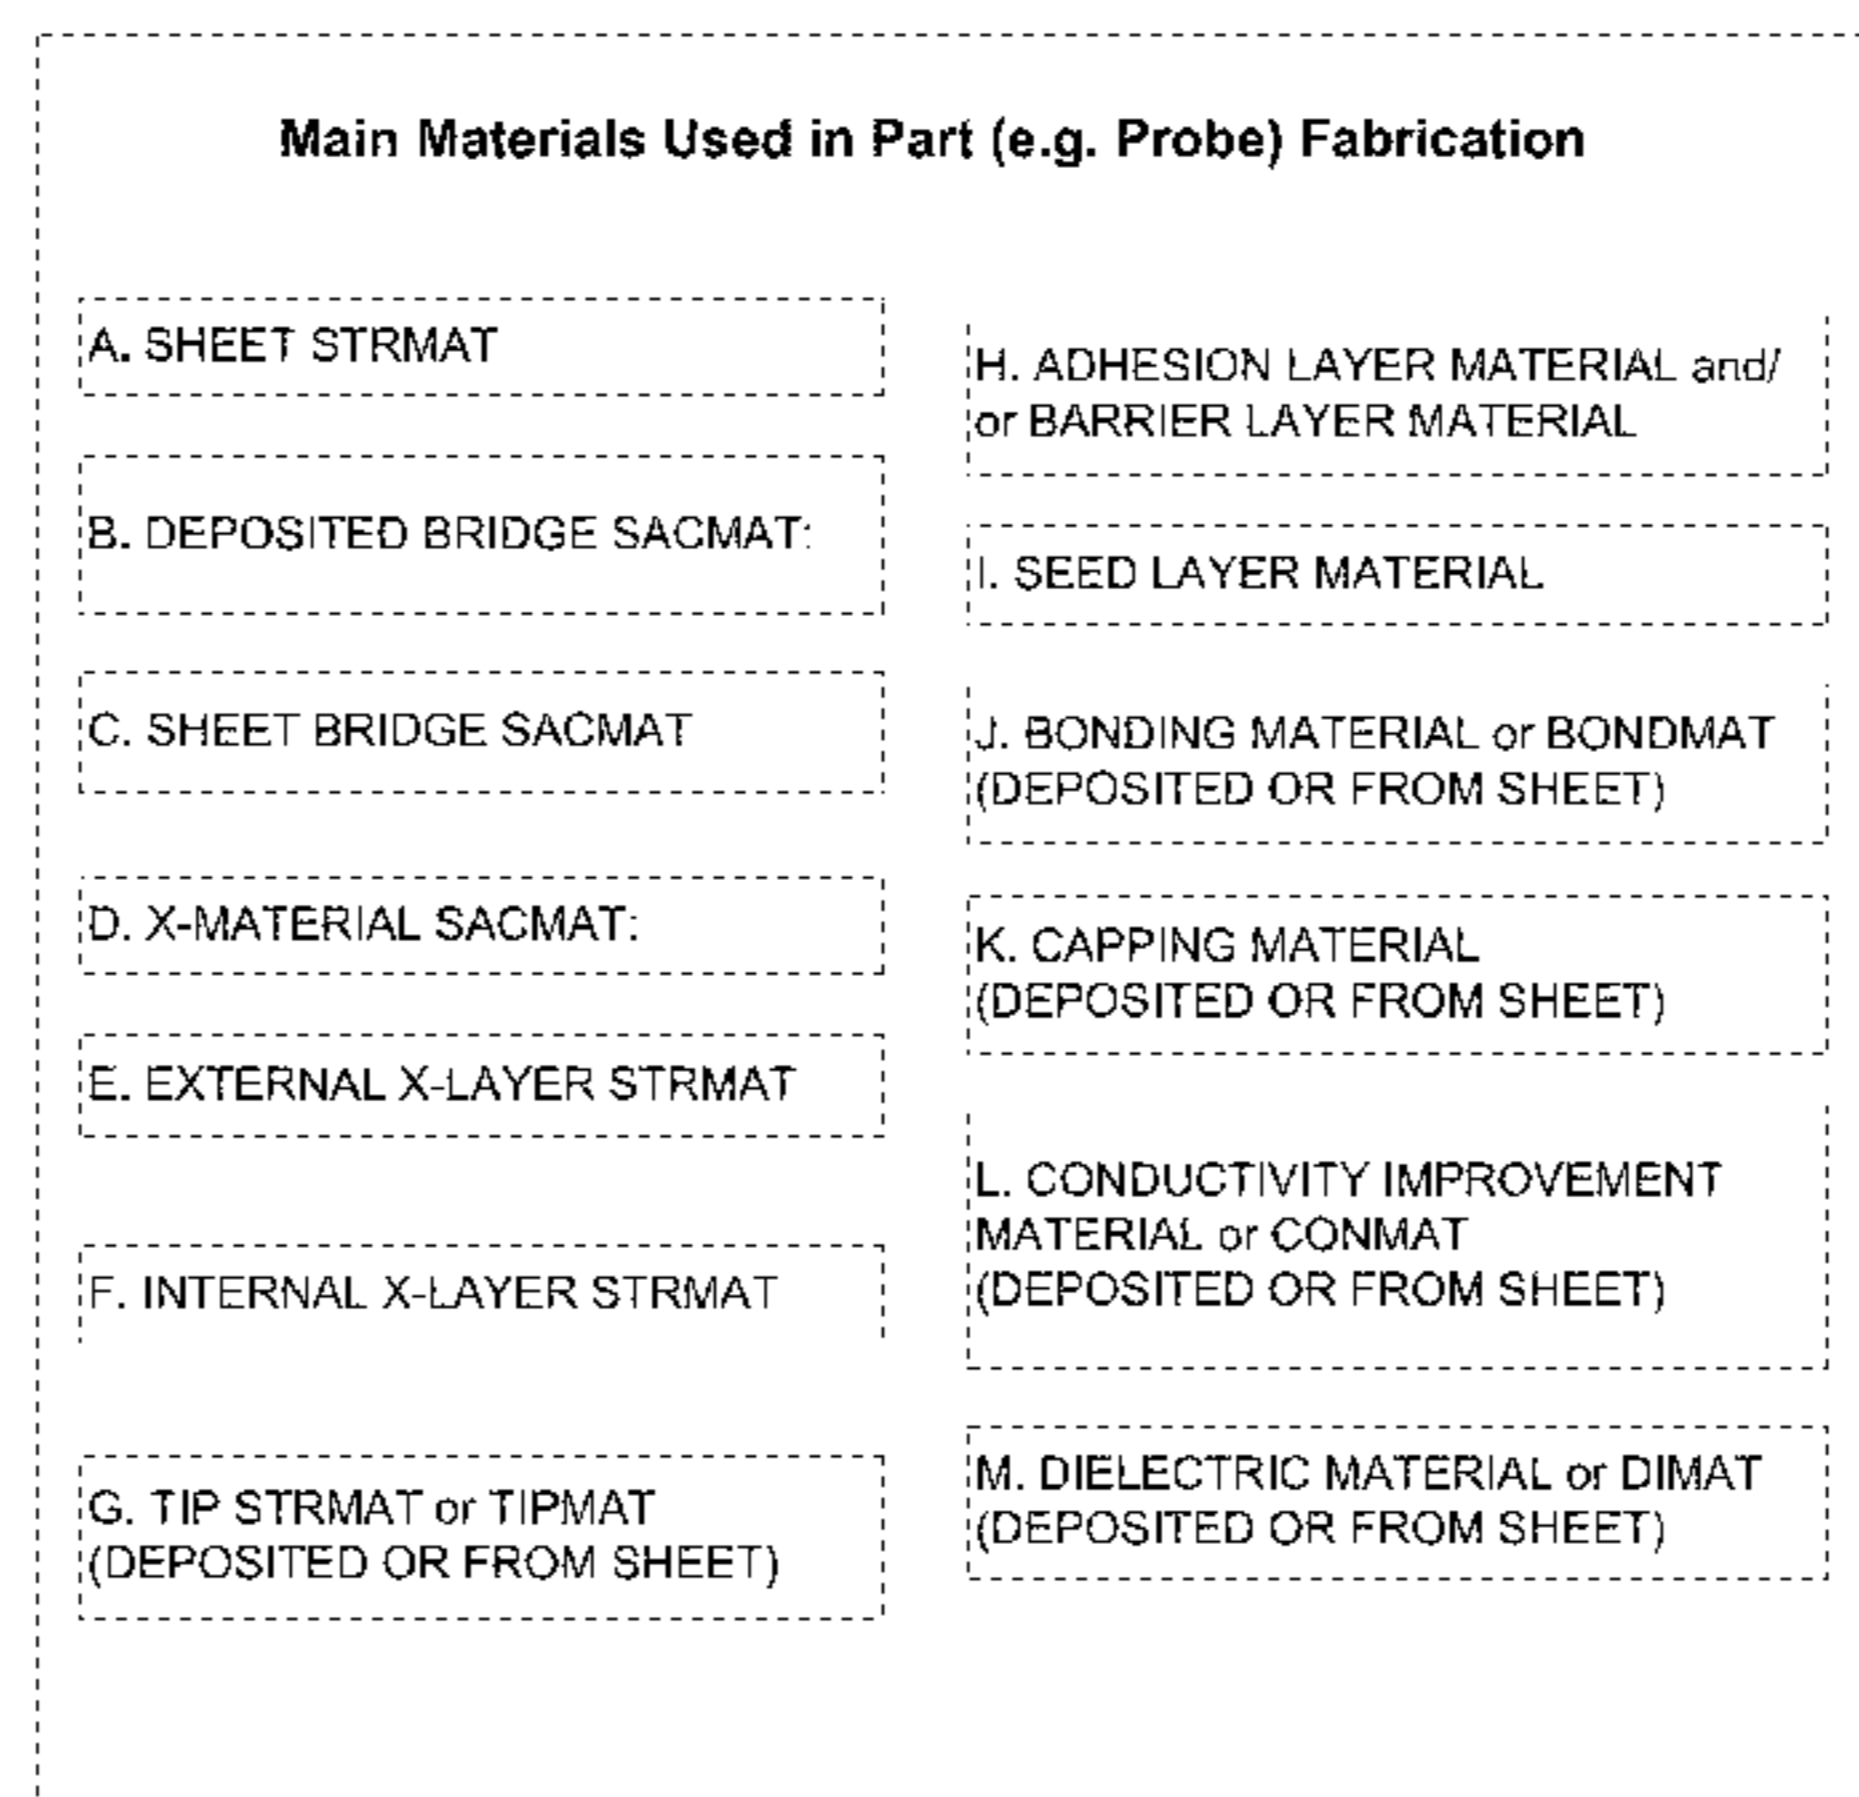 Main Materials Used in Part (e.g. Probe) Fabrication
A. SHEET STRMAT
B. DEPOSITED BRIDGE SACMAT:
C. SHEET BRIDGE SACMAT
D. X-MATERIAL SACMAT:
E. EXTERNAL X-LAYER STRMAT
F. INTERNAL X-LAYER STRMAT
G. TIP STRMAT or TIPMAT
(DEPOSITED OR FROM SHEET)
H. ADHESION LAYER MATERIAL and/
or BARRIER LAYER MATERIAL
I. SEED LAYER MATERIAL
J. BONDING MATERIAL or BONDMAT
(DEPOSITED OR FROM SHEET)
K. CAPPING MATERIAL
(DEPOSITED OR FROM SHEET)
L. CONDUCTIVITY IMPROVEMENT
MATERIAL or CONMAT
(DEPOSITED OR FROM SHEET)
M. DIELECTRIC MATERIAL or DIMAT
(DEPOSITED OR FROM SHEET)